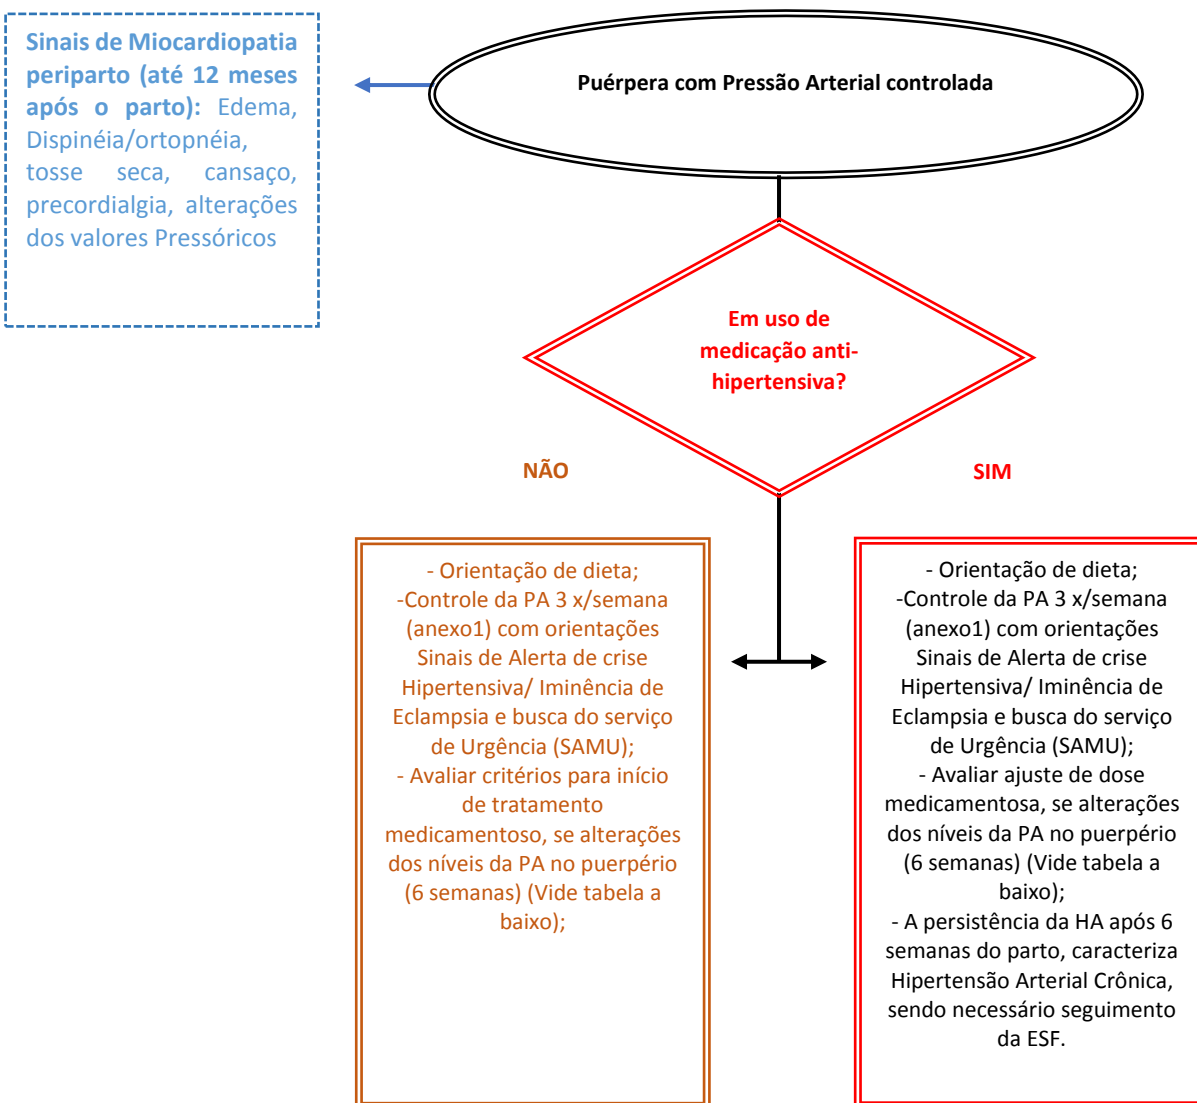 Sinais de Miocardiopatia
periparto (até 12 meses
após o parto): Edema,
Dispinéia/ortopnéia,
tosse seca, cansaço,
precordialgia, alterações
dos valores Pressóricos
Puérpera com Pressão Arterial controlada
Em uso de
medicação anti-
hipertensiva?
NÃO
SIM
- Orientação de dieta;
-Controle da PA 3 x/semana
(anexo1) com orientações
Sinais de Alerta de crise
Hipertensiva/ Iminência de
Eclampsia e busca do serviço
de Urgência (SAMU);
- Avaliar critérios para início
de tratamento
medicamentoso, se alterações
dos níveis da PA no puerpério
(6 semanas) (Vide tabela a
baixo);
- Orientação de dieta;
-Controle da PA 3 x/semana
(anexo1) com orientações
Sinais de Alerta de crise
Hipertensiva/ Iminência de
Eclampsia e busca do serviço
de Urgência (SAMU);
- Avaliar ajuste de dose
medicamentosa, se alterações
dos níveis da PA no puerpério
(6 semanas) (Vide tabela a
baixo);
- A persistência da HA após 6
semanas do parto, caracteriza
Hipertensão Arterial Crônica,
sendo necessário seguimento
da ESF.